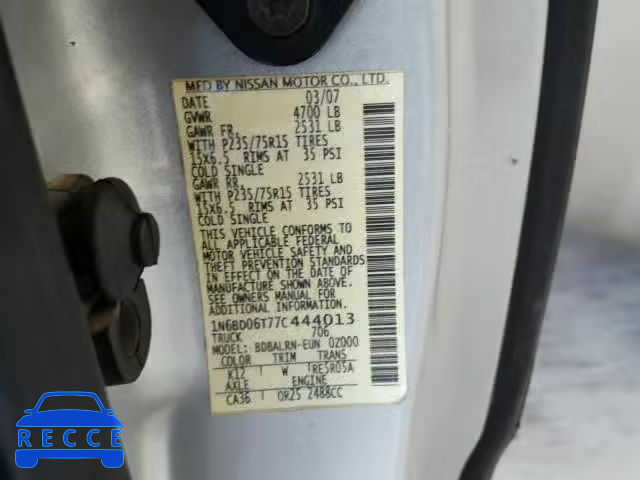 MFD BY NISSAN MOTOR CO., LTD.
DATE 03/07
GVWR 4700 LB
GAWR FR. 2531 LB
WITH P235/75R15 TIRES
15X6.5 RIMS AT 35 PSI
COLD SINGLE
GAWR RR. 2531 LB
WITH P235/75R15 TIRES
15X6.5 RIMS AT 35 PSI
COLD SINGLE
THIS VEHICLE CONFORMS TO
ALL APPLICABLE FEDERAL
MOTOR VEHICLE SAFETY AND
THEFT PREVENTION STANDARDS
IN EFFECT ON THE DATE OF
MANUFACTURE SHOWN ABOVE.
SEE OWNERS MANUAL FOR
ADDITIONAL INFORMATION.
1N6BD06T77C444013
TRUCK 706
MODEL: BDBALRN-EUN 0Z000
COLOR TRIM TRANS
K12 W RE5R05A
AXLE ENGINE
CA36 QR25 2488CC